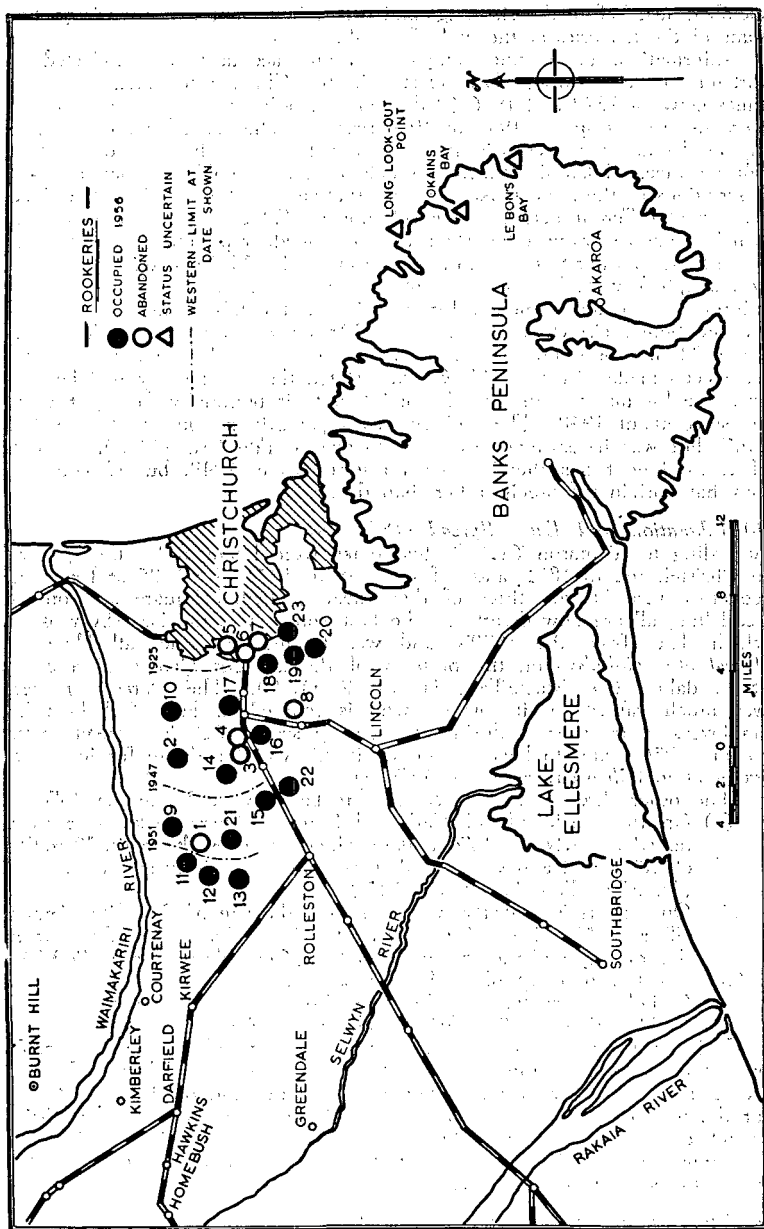 — ROOKERIES —
OCCUPIED 1956
ABANDONED
STATUS UNCERTAIN
WESTERN LIMIT AT
DATE SHOWN
N
LONG LOOK-OUT
POINT
OKAINS
BAY
LE BON'S
BAY
AKAROA
BANKS PENINSULA
CHRISTCHURCH
BURNT HILL
WAIMAKARIRI
RIVER
KIMBERLEY
COURTENAY
DARFIELD
KIRWEE
HAWKINS
HOMEBUSH
GREENDALE
ROLLESTON
SELWYN RIVER
LINCOLN
LAKE
ELLESMERE
SOUTHBRIDGE
RAKAIA RIVER
1925
1947
1951
10
2
9
1
11
12
13
21
14
4
3
17
16
15
22
5
6
7
18
19
23
20
8
4 2 0 4 8 12
MILES